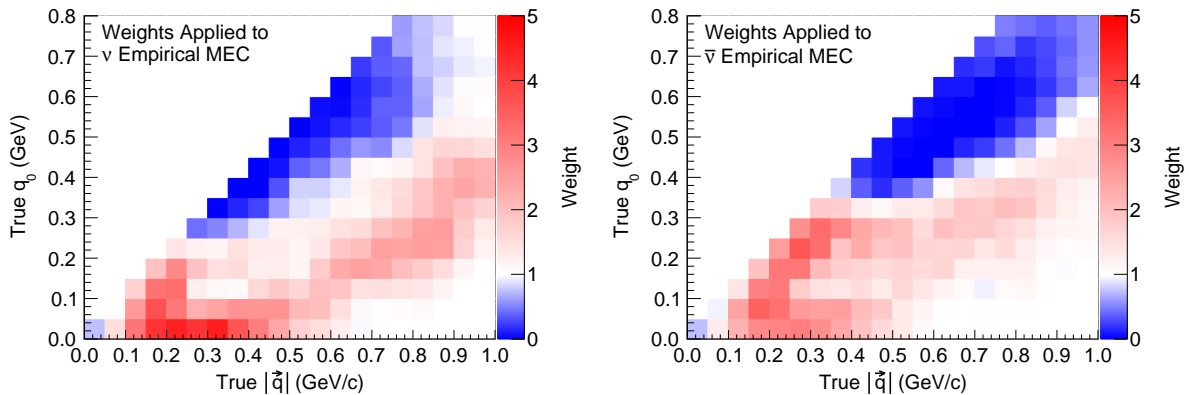 Weights Applied to
ν Empirical MEC
True q₀ (GeV)
0.8
0.7
0.6
0.5
0.4
0.3
0.2
0.1
0.0
0.0 0.1 0.2 0.3 0.4 0.5 0.6 0.7 0.8 0.9 1.0
True |q⃗| (GeV/c)
5
4
3
2
1
0
Weight
Weights Applied to
ν̄ Empirical MEC
True q₀ (GeV)
0.8
0.7
0.6
0.5
0.4
0.3
0.2
0.1
0.0
0.0 0.1 0.2 0.3 0.4 0.5 0.6 0.7 0.8 0.9 1.0
True |q⃗| (GeV/c)
5
4
3
2
1
0
Weight